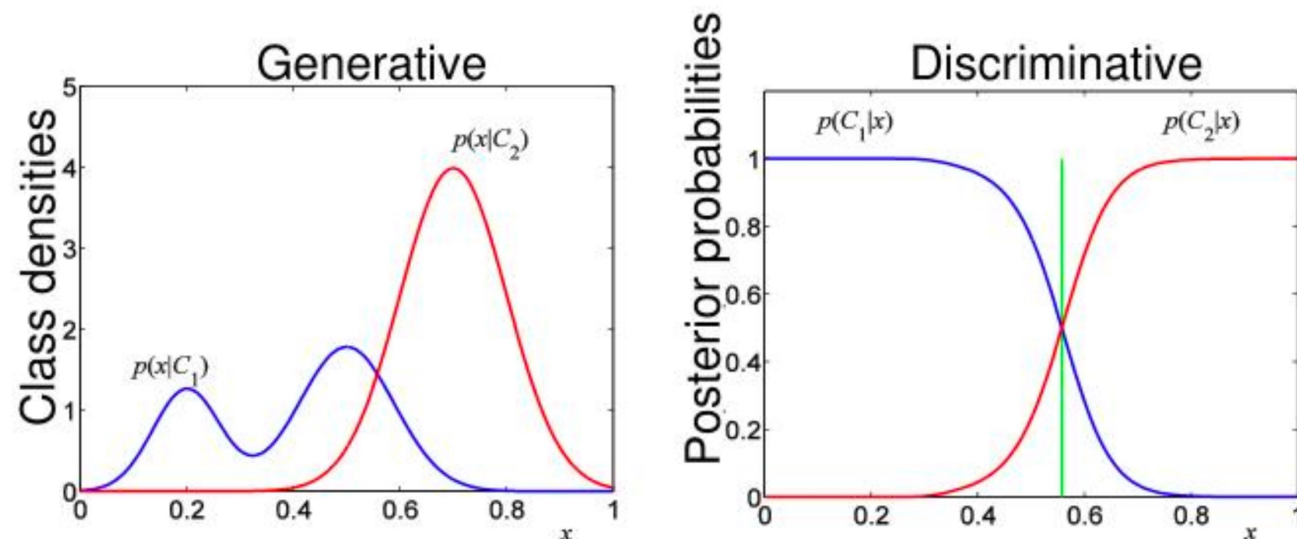 Generative
Class densities
5
4
3
2
1
0
p(x|C₂)
p(x|C₁)
0 0.2 0.4 0.6 0.8 1
x
Discriminative
Posterior probabilities
p(C₁|x) p(C₂|x)
1
0.8
0.6
0.4
0.2
0
0 0.2 0.4 0.6 0.8 1
x